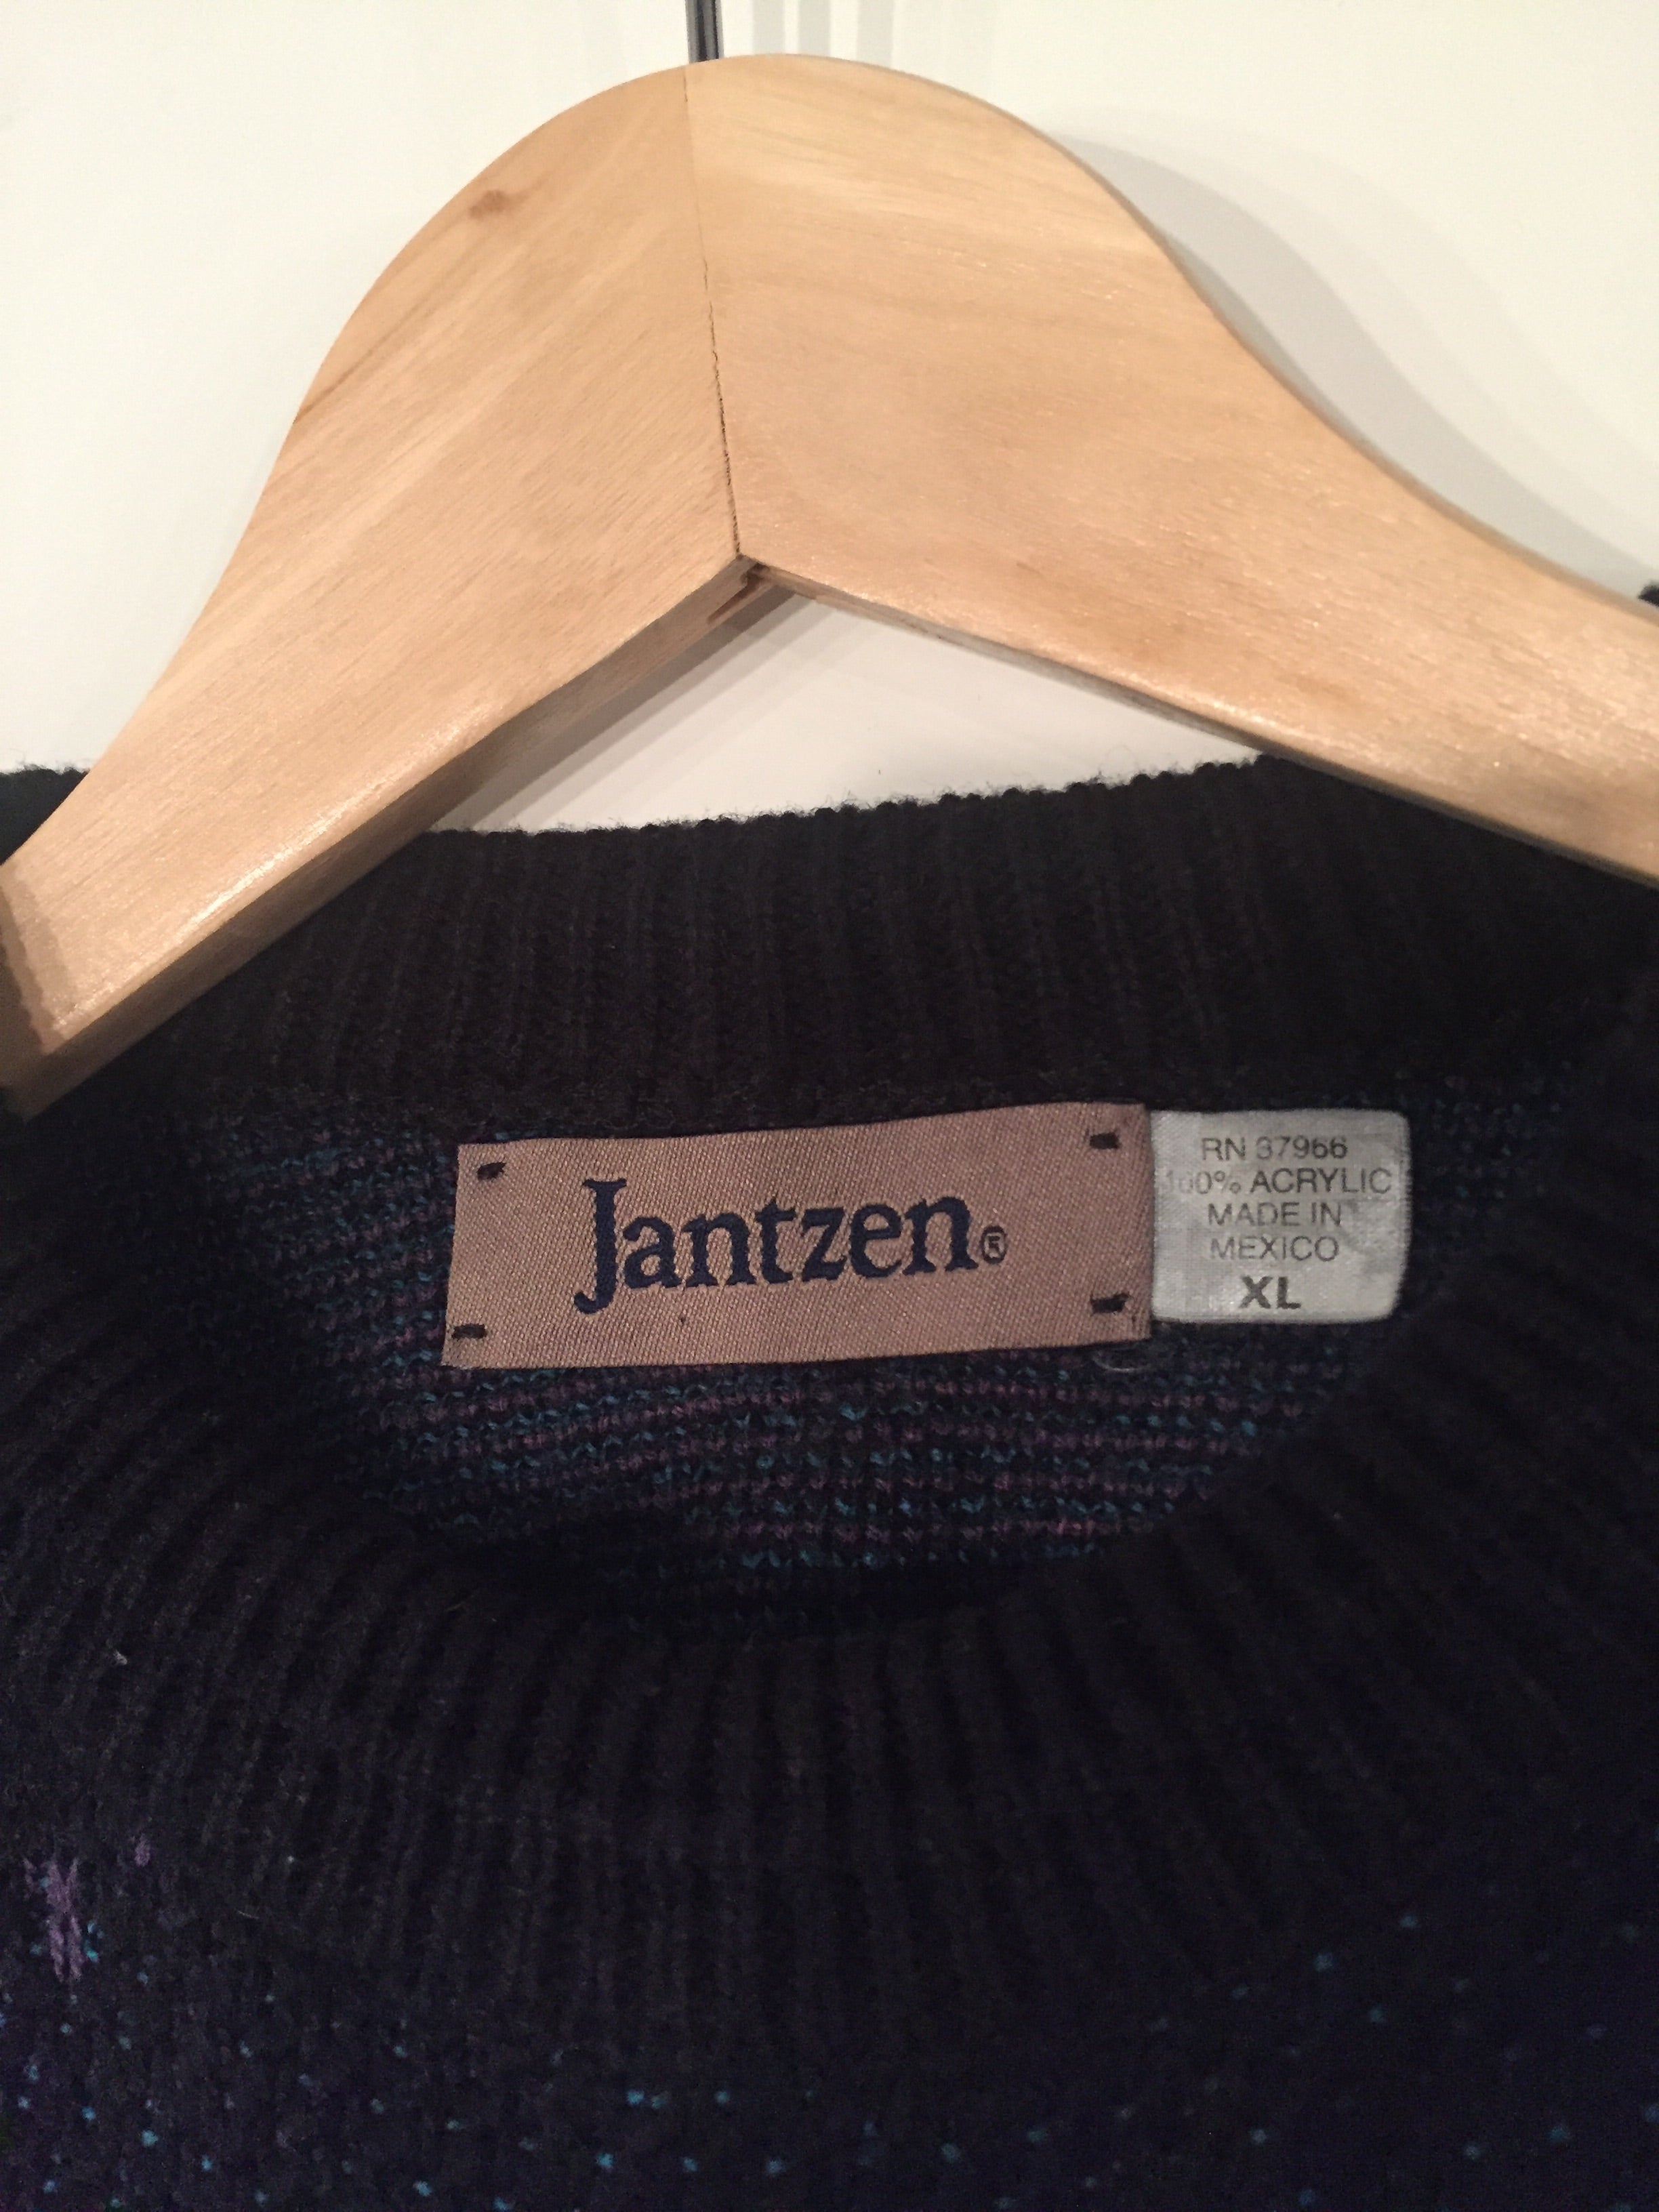 Jantzen®
RN 37966
100% ACRYLIC
MADE IN
MEXICO
XL